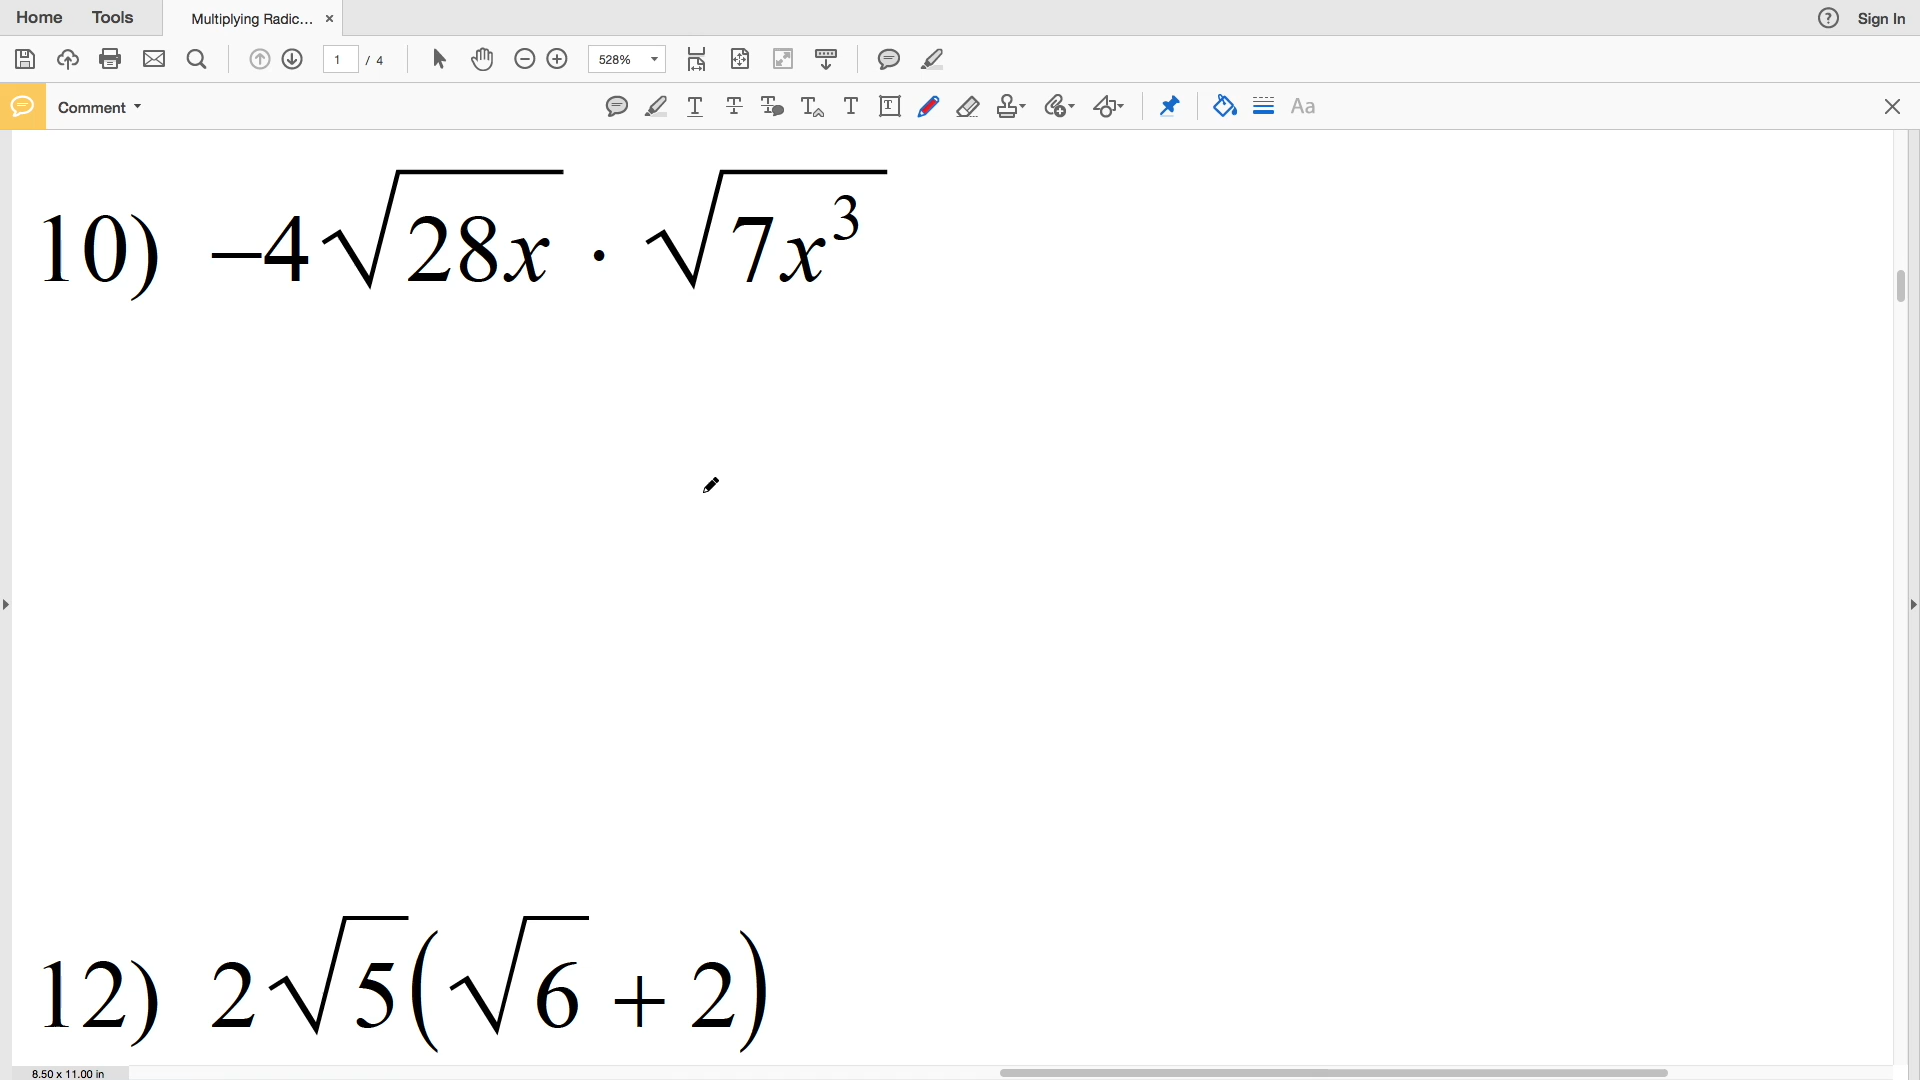 Home Tools Multiplying Radic... × ? Sign In
1 / 4 528%
Comment T T T T T T Aa
10) −4√28x · √7x³
12) 2√5(√6 + 2)
8.50 x 11.00 in